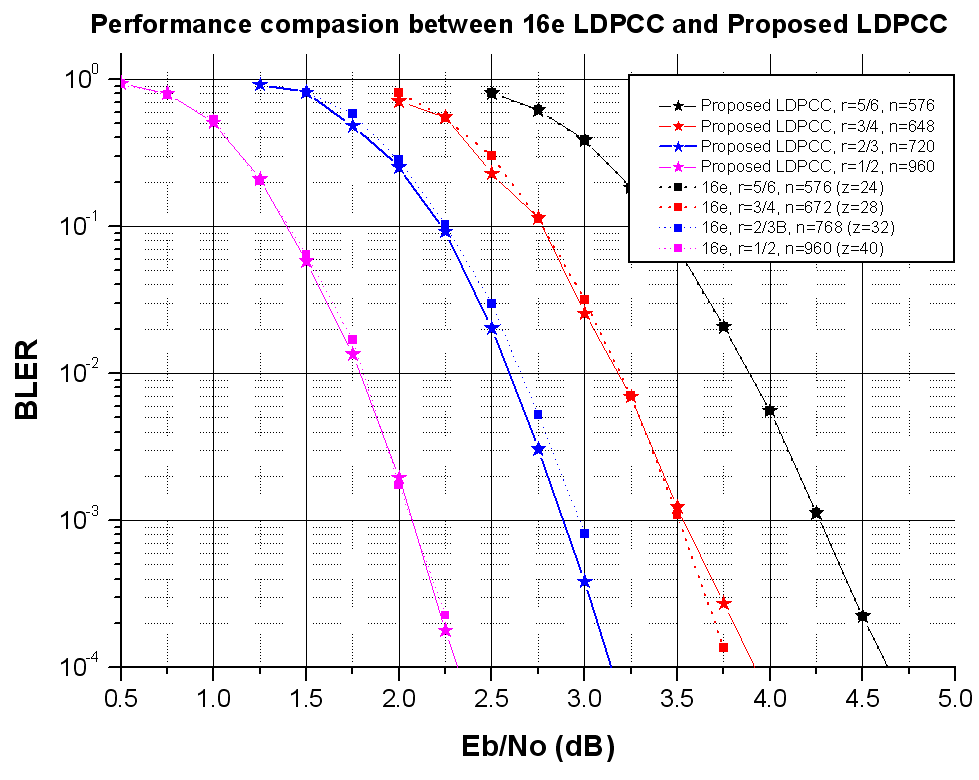 Performance compasion between 16e LDPCC and Proposed LDPCC
10^0
10^-1
10^-2
10^-3
10^-4
BLER
Proposed LDPCC, r=5/6, n=576
Proposed LDPCC, r=3/4, n=648
Proposed LDPCC, r=2/3, n=720
Proposed LDPCC, r=1/2, n=960
16e, r=5/6, n=576 (z=24)
16e, r=3/4, n=672 (z=28)
16e, r=2/3B, n=768 (z=32)
16e, r=1/2, n=960 (z=40)
0.5 1.0 1.5 2.0 2.5 3.0 3.5 4.0 4.5 5.0
Eb/No (dB)